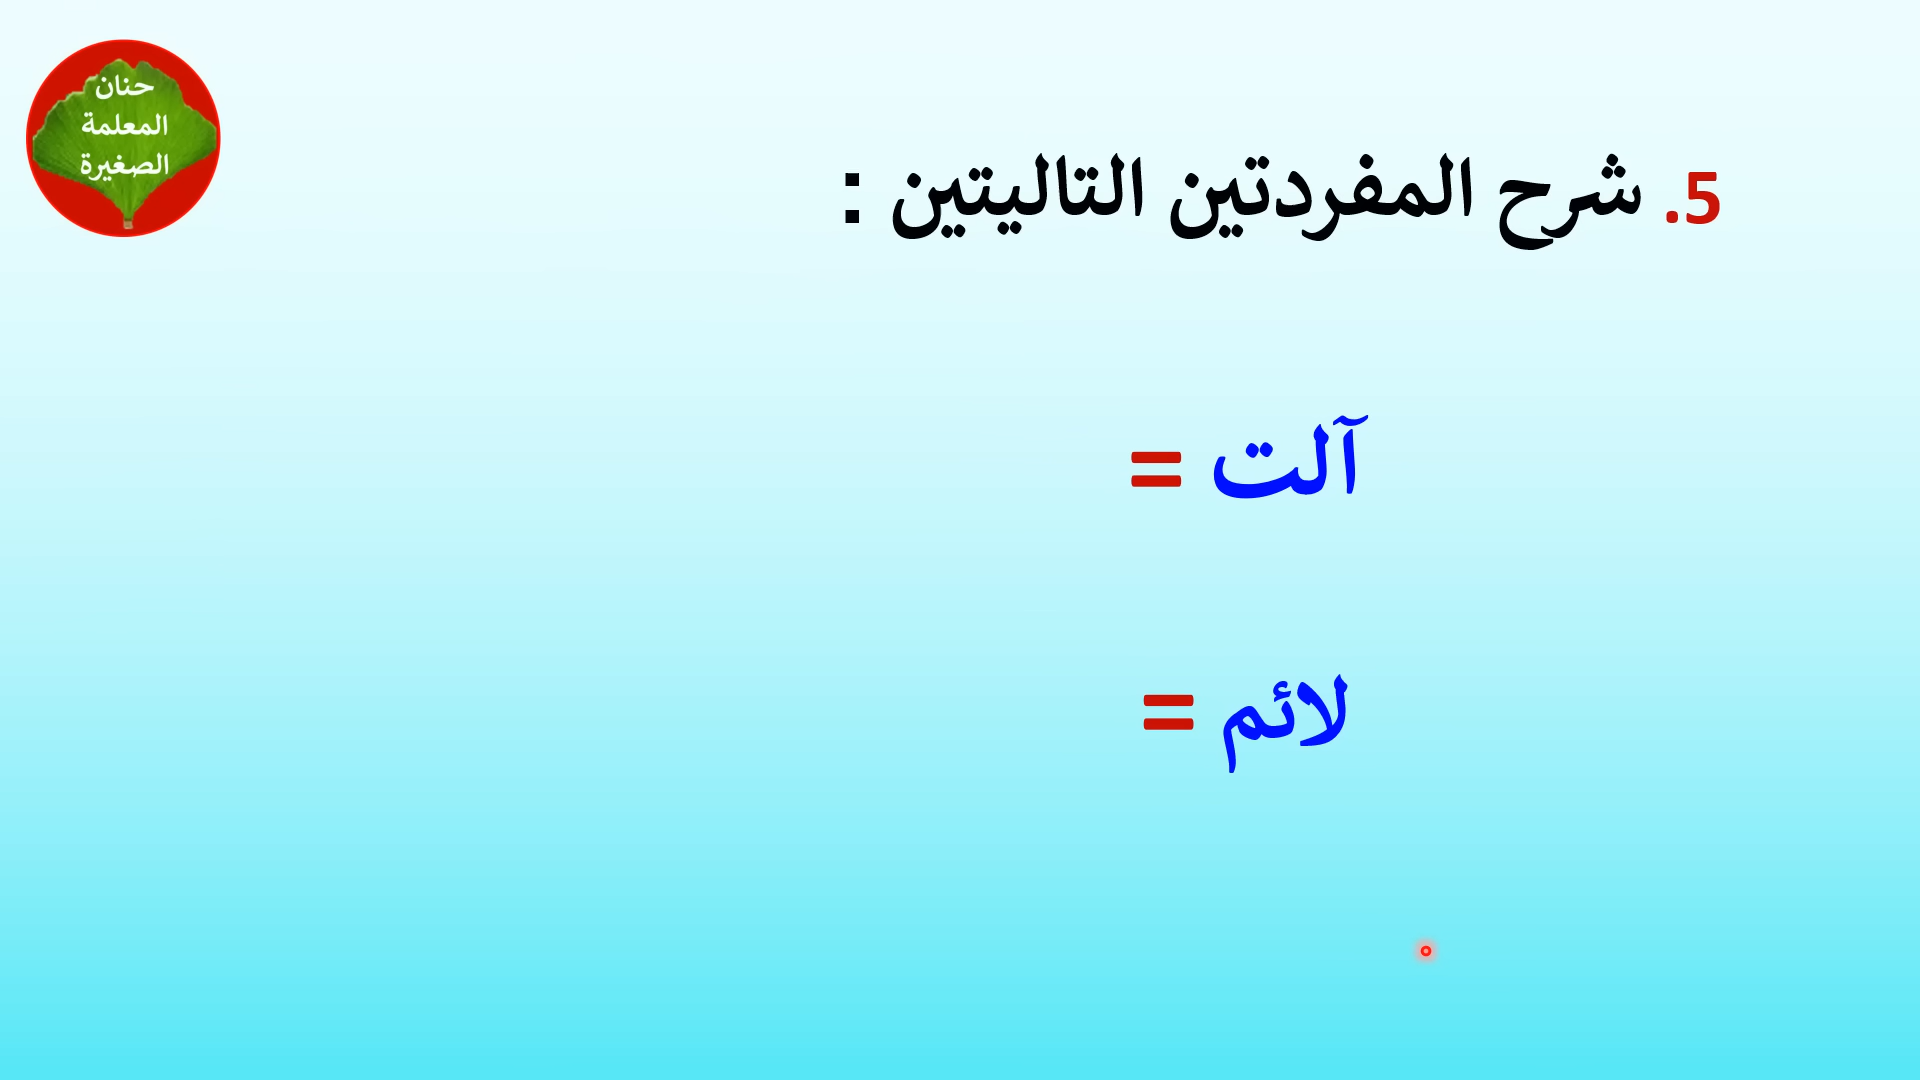 حنان
المعلمة
الصغيرة
5. شرح المفردتين التاليتين :
آلت =
لائم =